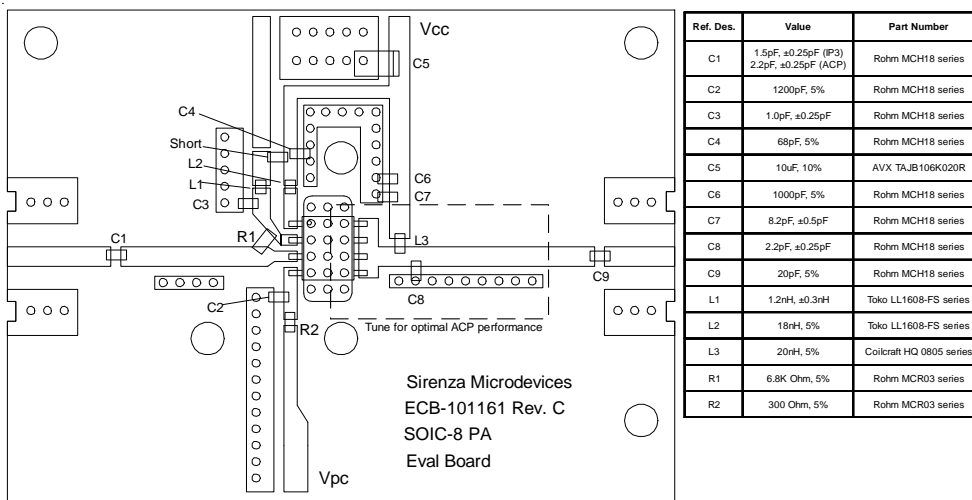 Vcc
C5
C4
Short
L2
L1
C3
C6
C7
R1
L3
C1
C9
C2
C8
R2
Tune for optimal ACP performance
Sirenza Microdevices
ECB-101161 Rev. C
SOIC-8 PA
Eval Board
Vpc
Ref. Des. Value Part Number
C1 1.5pF, ±0.25pF (IP3) 2.2pF, ±0.25pF (ACP) Rohm MCH18 series
C2 1200pF, 5% Rohm MCH18 series
C3 1.0pF, ±0.25pF Rohm MCH18 series
C4 68pF, 5% Rohm MCH18 series
C5 10uF, 10% AVX TAJB106K020R
C6 1000pF, 5% Rohm MCH18 series
C7 8.2pF, ±0.5pF Rohm MCH18 series
C8 2.2pF, ±0.25pF Rohm MCH18 series
C9 20pF, 5% Rohm MCH18 series
L1 1.2nH, ±0.3nH Toko LL1608-FS series
L2 18nH, 5% Toko LL1608-FS series
L3 20nH, 5% Coilcraft HQ 0805 series
R1 6.8K Ohm, 5% Rohm MCR03 series
R2 300 Ohm, 5% Rohm MCR03 series